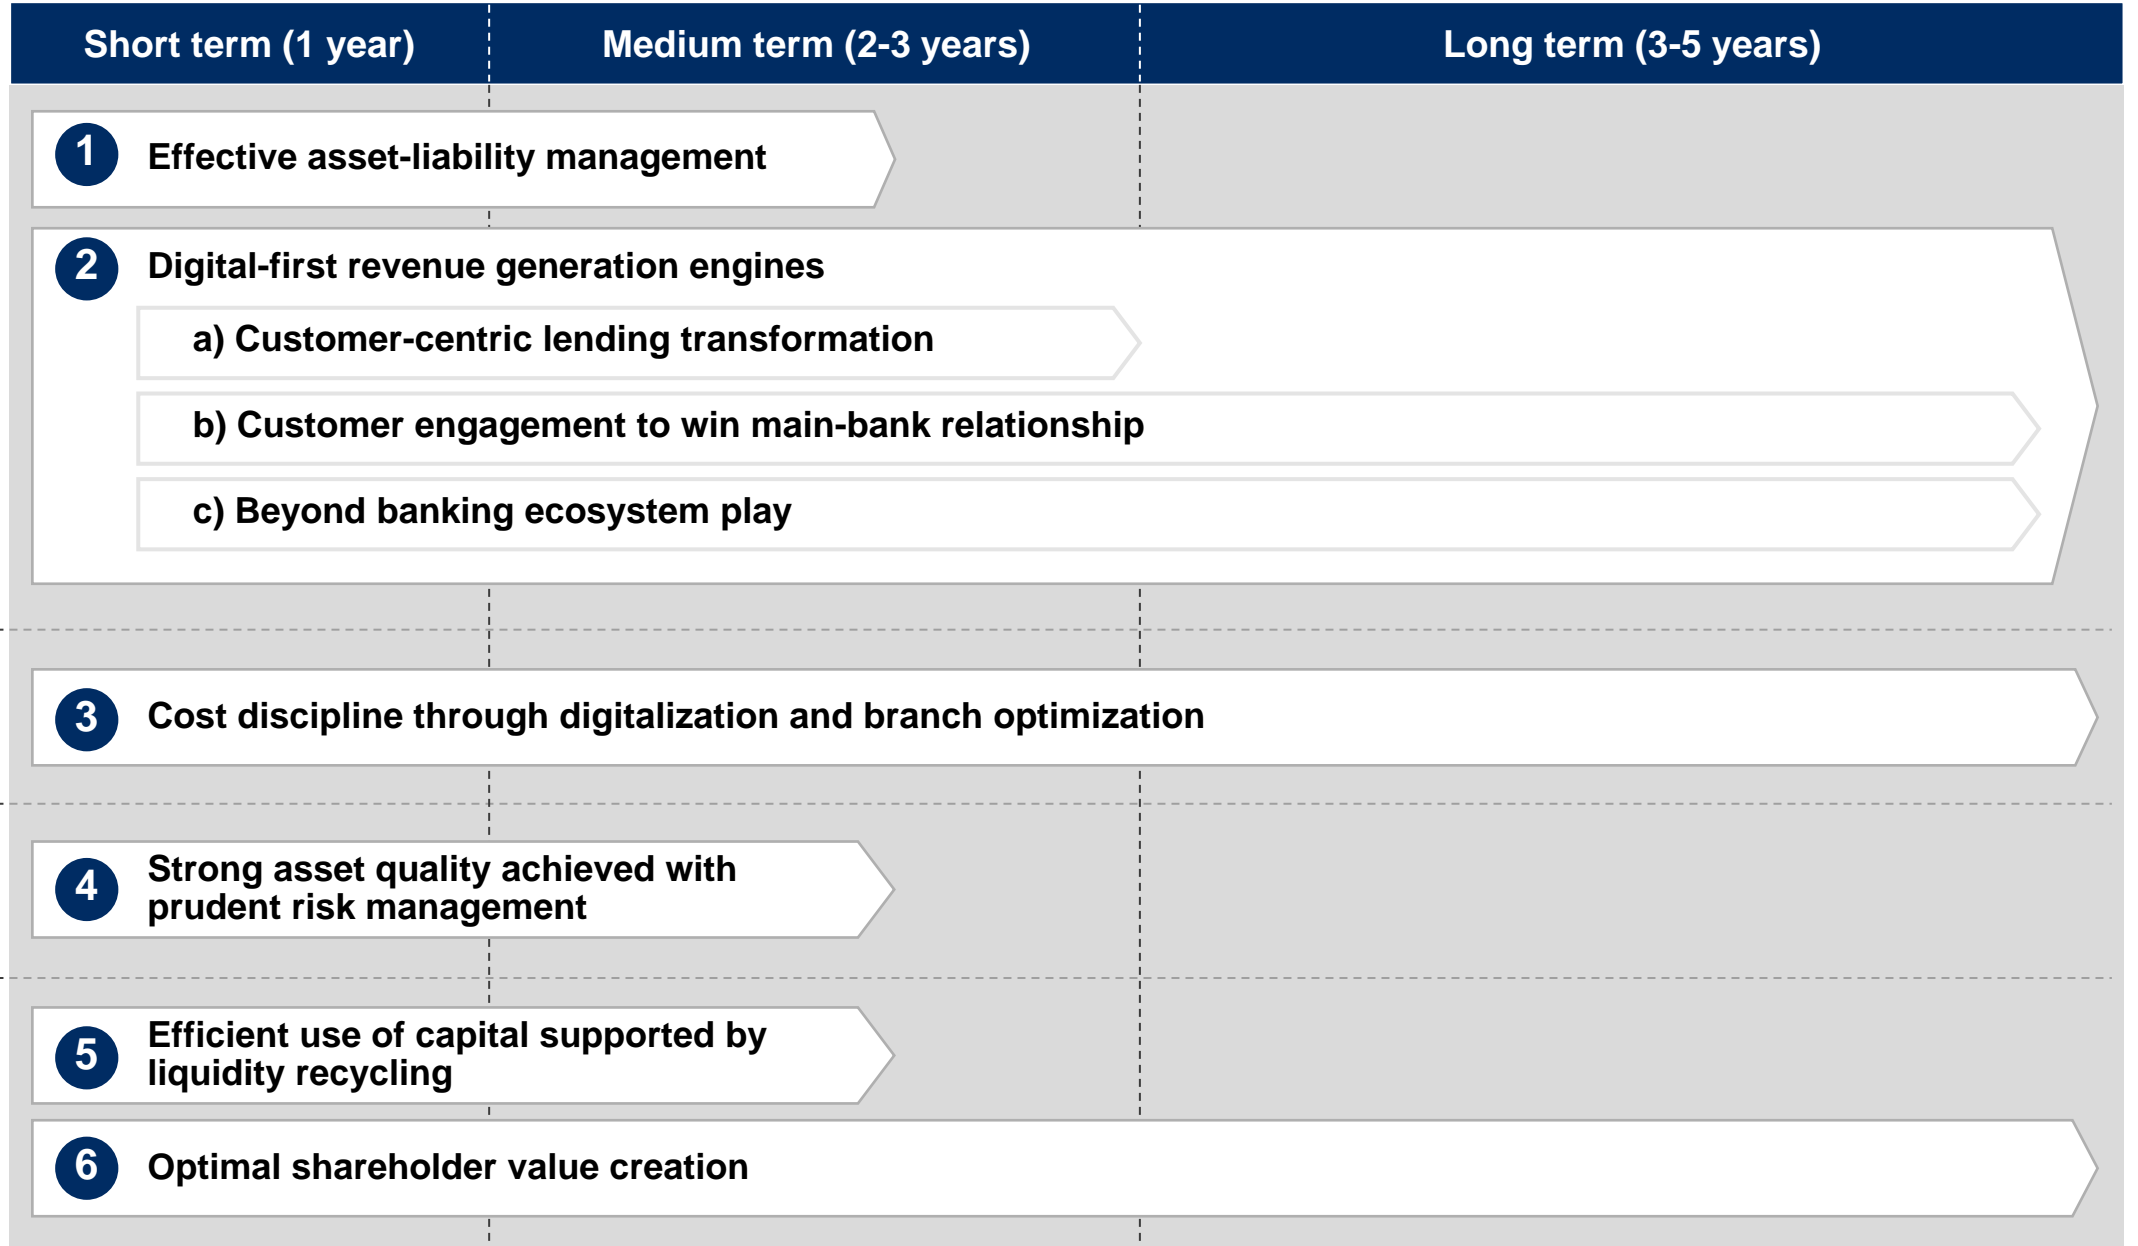 Short term (1 year)
Medium term (2-3 years)
Long term (3-5 years)
1
Effective asset-liability management
2
Digital-first revenue generation engines
a) Customer-centric lending transformation
b) Customer engagement to win main-bank relationship
c) Beyond banking ecosystem play
3
Cost discipline through digitalization and branch optimization
4
Strong asset quality achieved with
prudent risk management
5
Efficient use of capital supported by
liquidity recycling
6
Optimal shareholder value creation